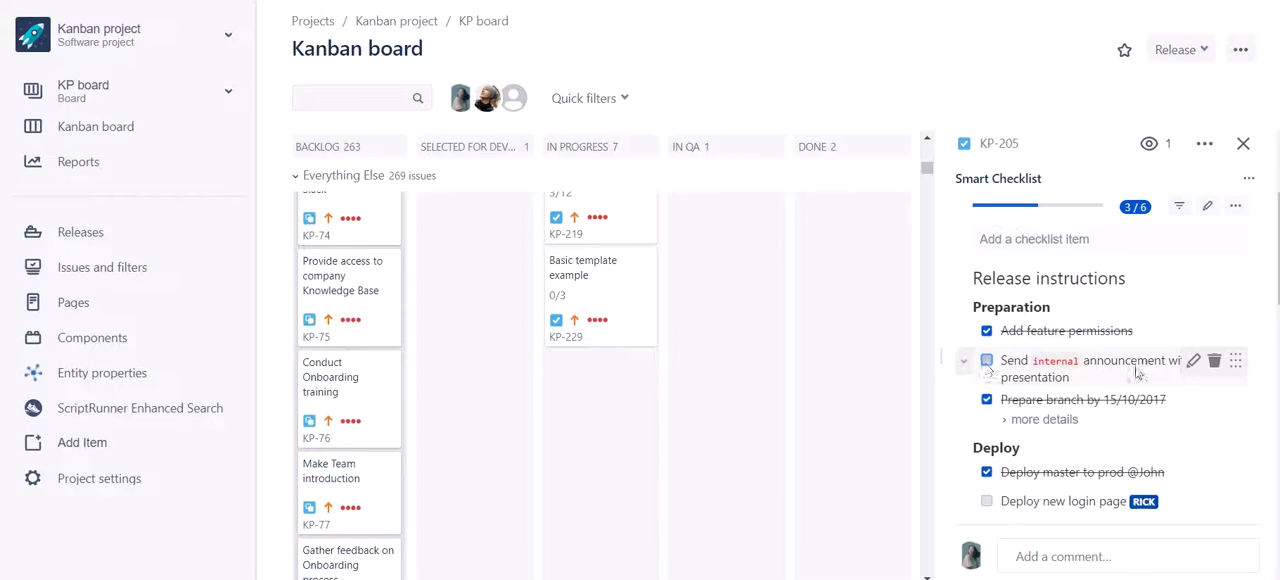 Kanban project
Software project
KP board
Board
Kanban board
Reports
Releases
Issues and filters
Pages
Components
Entity properties
ScriptRunner Enhanced Search
Add Item
Project settings
Projects / Kanban project / KP board
Kanban board
Release
Quick filters
BACKLOG 263
SELECTED FOR DEV... 1
IN PROGRESS 7
IN QA 1
DONE 2
Everything Else 269 issues
KP-74
Provide access to
company
Knowledge Base
KP-75
Conduct
Onboarding
training
KP-76
Make Team
introduction
KP-77
Gather feedback on
Onboarding
process
3/12
KP-219
Basic template
example
0/3
KP-229
KP-205
1
Smart Checklist
3 / 6
Add a checklist item
Release instructions
Preparation
Add feature permissions
Send internal announcement wi
presentation
Prepare branch by 15/10/2017
› more details
Deploy
Deploy master to prod @John
Deploy new login page RICK
Add a comment...